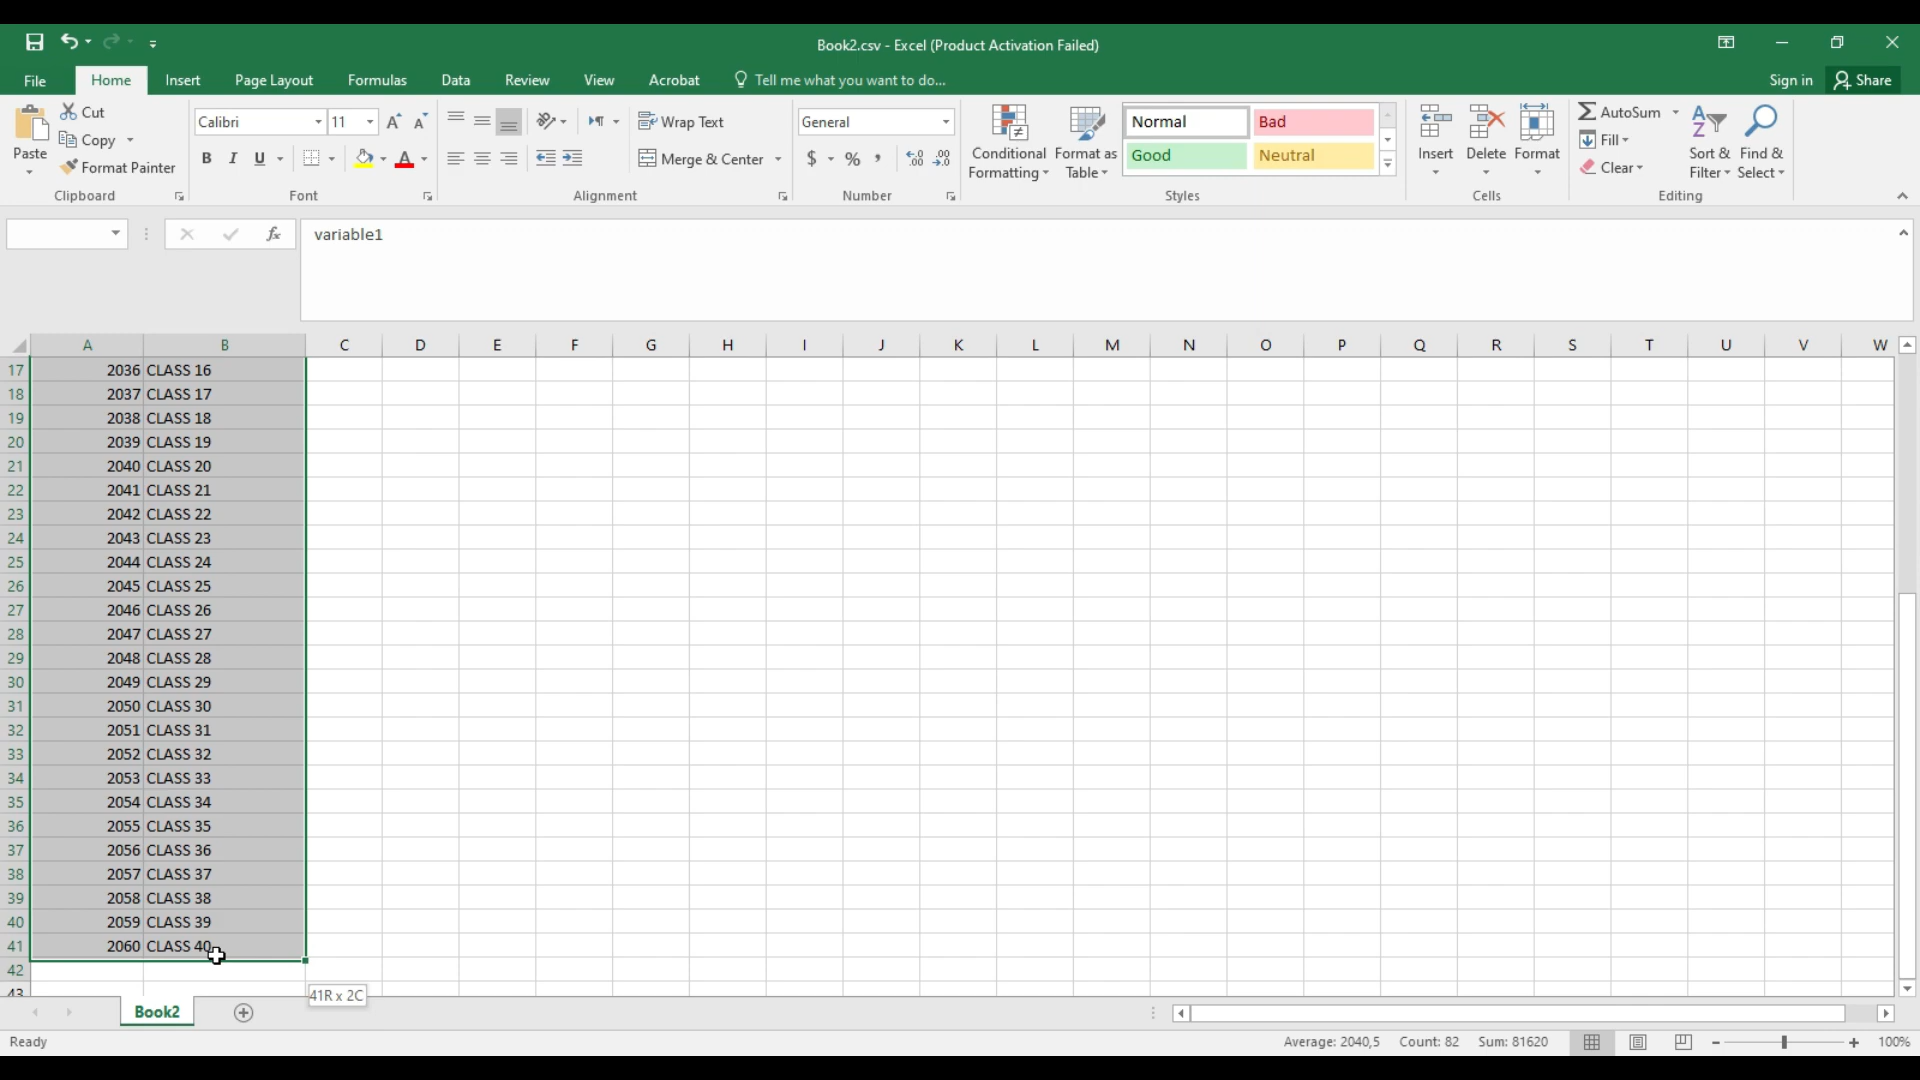 Book2.csv - Excel (Product Activation Failed)
File Home Insert Page Layout Formulas Data Review View Acrobat Tell me what you want to do... Sign in Share
Paste Cut Copy Format Painter
Clipboard
Calibri 11
B I U A
Font
Wrap Text
Merge & Center
Alignment
General
$ % ,
Number
Conditional Formatting Format as Table
Normal Bad
Good Neutral
Styles
Insert Delete Format
Cells
AutoSum
Fill
Clear
Sort & Filter Find & Select
Editing
fx variable1
A B C D E F G H I J K L M N O P Q R S T U V W
17 2036 CLASS 16
18 2037 CLASS 17
19 2038 CLASS 18
20 2039 CLASS 19
21 2040 CLASS 20
22 2041 CLASS 21
23 2042 CLASS 22
24 2043 CLASS 23
25 2044 CLASS 24
26 2045 CLASS 25
27 2046 CLASS 26
28 2047 CLASS 27
29 2048 CLASS 28
30 2049 CLASS 29
31 2050 CLASS 30
32 2051 CLASS 31
33 2052 CLASS 32
34 2053 CLASS 33
35 2054 CLASS 34
36 2055 CLASS 35
37 2056 CLASS 36
38 2057 CLASS 37
39 2058 CLASS 38
40 2059 CLASS 39
41 2060 CLASS 40
42
43
41R x 2C
Book2
Ready Average: 2040,5 Count: 82 Sum: 81620 100%